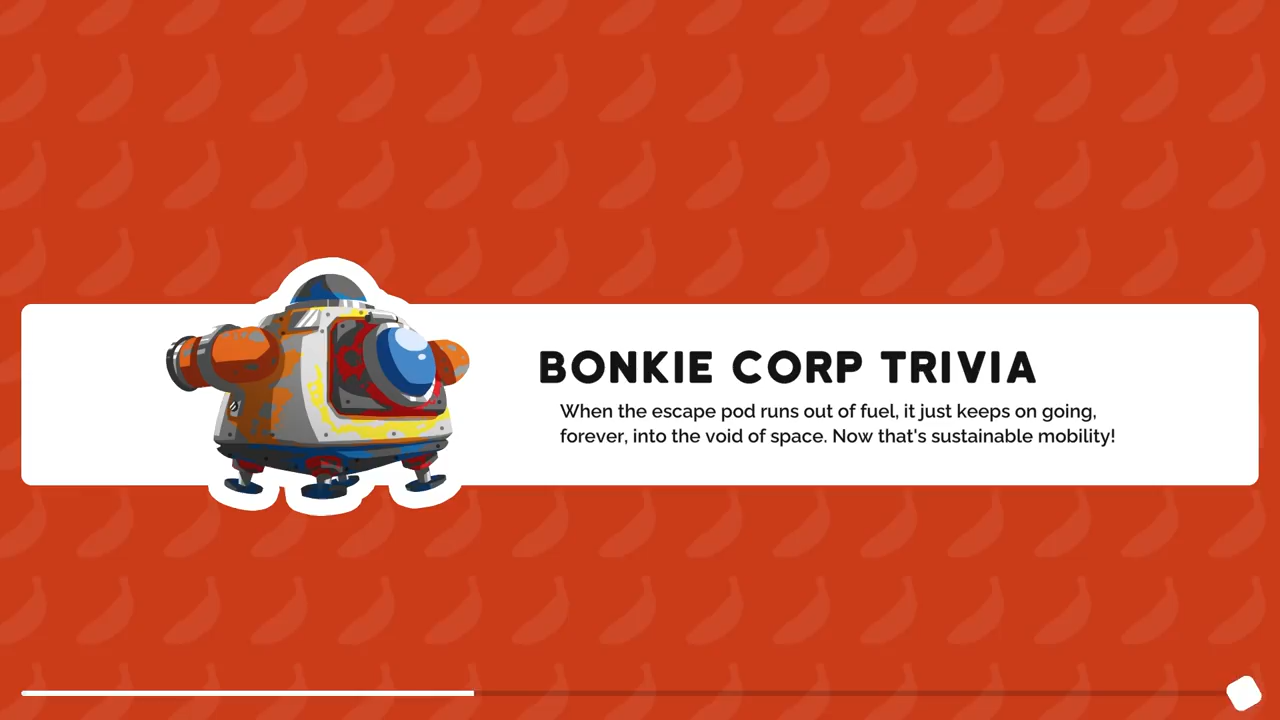 BONKIE CORP TRIVIA
When the escape pod runs out of fuel, it just keeps on going,
forever, into the void of space. Now that's sustainable mobility!